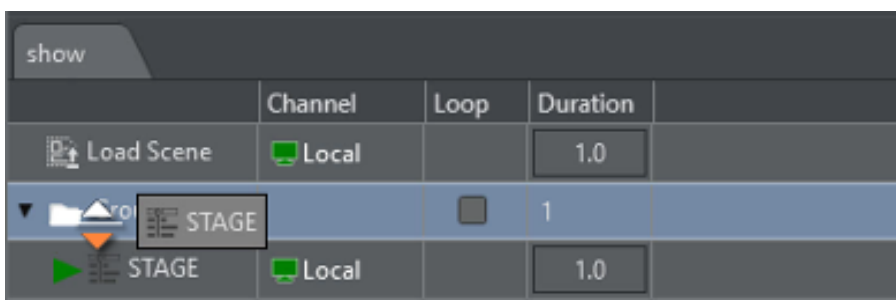 show
Channel Loop Duration
Load Scene Local 1.0
STAGE 1
STAGE Local 1.0